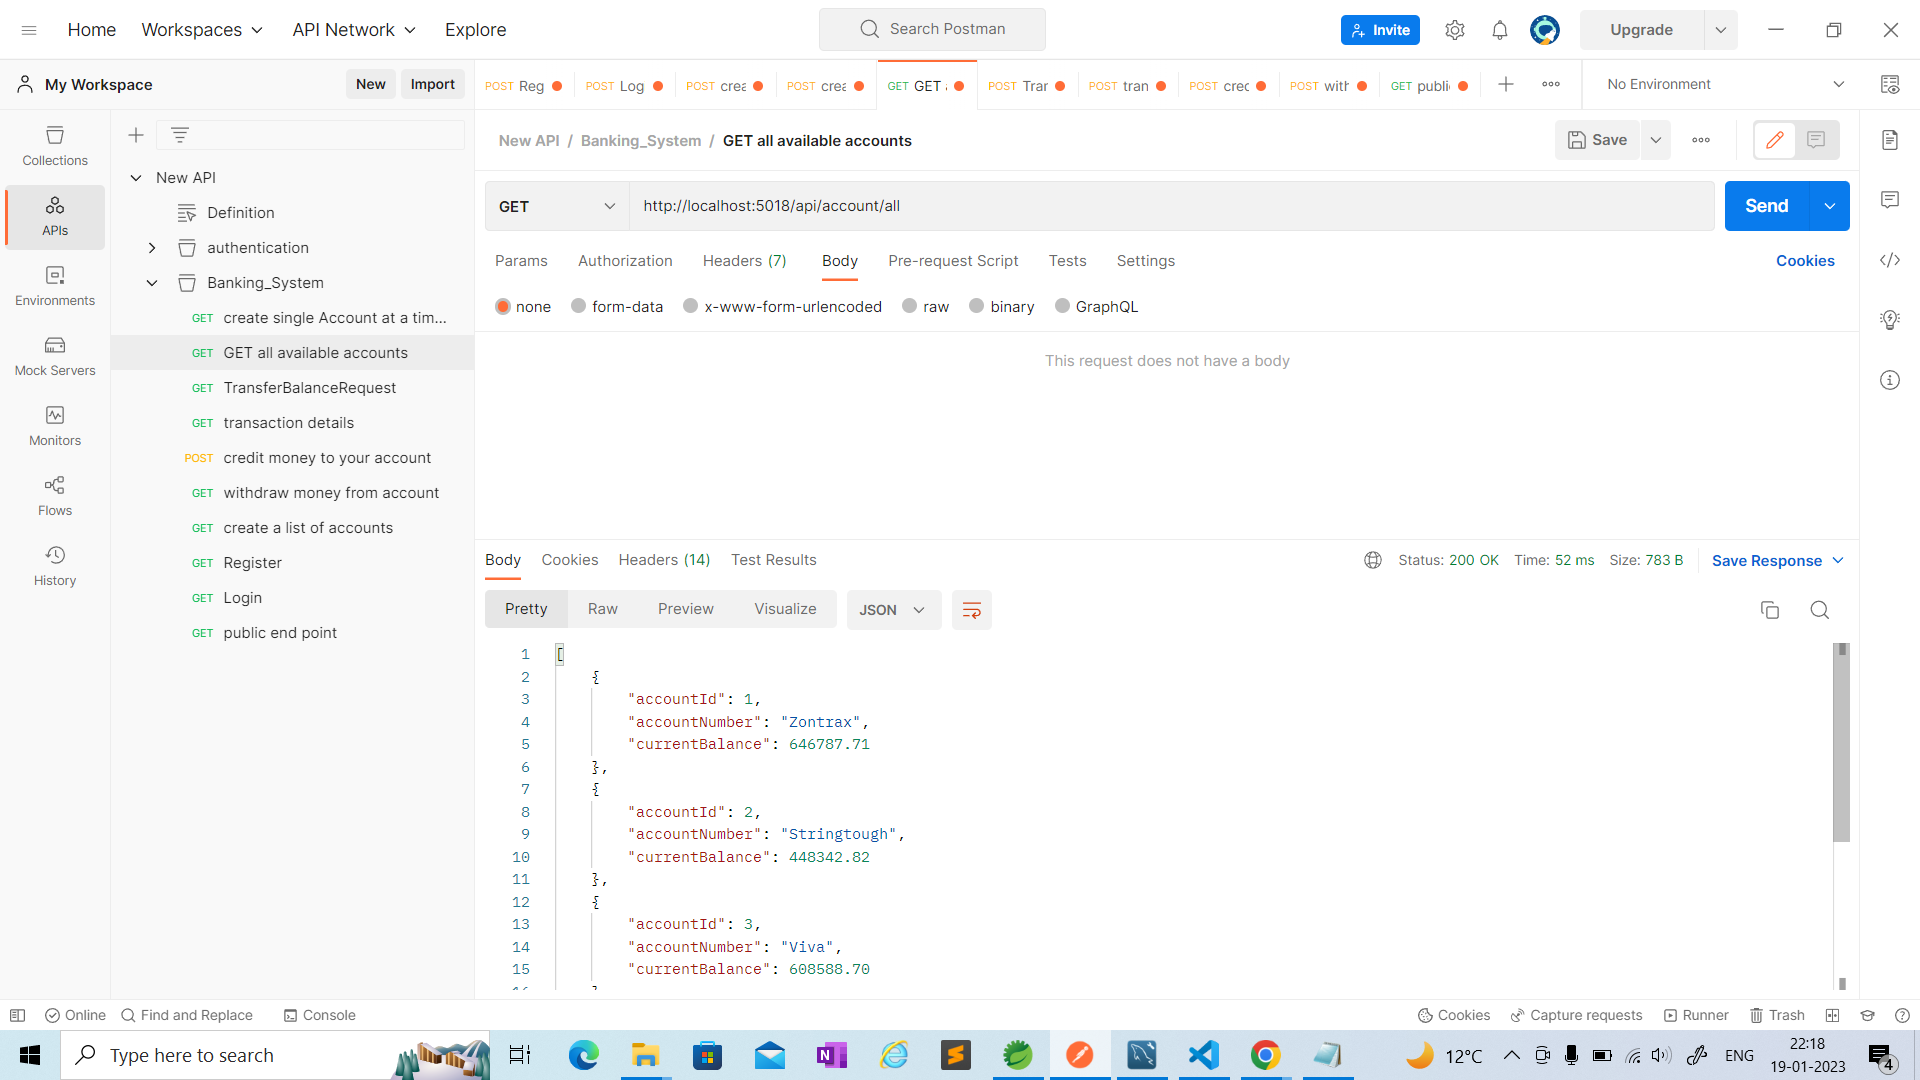 Home Workspaces API Network Explore Search Postman Invite Upgrade
My Workspace New Import POST Reg POST Log POST crea POST crea GET GET a POST Trar POST tran POST crec POST with GET publi No Environment
Collections
APIs
Environments
Mock Servers
Monitors
Flows
History
New API
Definition
authentication
Banking_System
GET create single Account at a tim...
GET GET all available accounts
GET TransferBalanceRequest
GET transaction details
POST credit money to your account
GET withdraw money from account
GET create a list of accounts
GET Register
GET Login
GET public end point
New API / Banking_System / GET all available accounts Save
GET http://localhost:5018/api/account/all Send
Params Authorization Headers (7) Body Pre-request Script Tests Settings Cookies
none form-data x-www-form-urlencoded raw binary GraphQL
This request does not have a body
Body Cookies Headers (14) Test Results Status: 200 OK Time: 52 ms Size: 783 B Save Response
Pretty Raw Preview Visualize JSON
1 [
2 {
3 "accountId": 1,
4 "accountNumber": "Zontrax",
5 "currentBalance": 646787.71
6 },
7 {
8 "accountId": 2,
9 "accountNumber": "Stringtough",
10 "currentBalance": 448342.82
11 },
12 {
13 "accountId": 3,
14 "accountNumber": "Viva",
15 "currentBalance": 608588.70
Online Find and Replace Console Cookies Capture requests Runner Trash
Type here to search 12°C ENG 22:18
19-01-2023 4